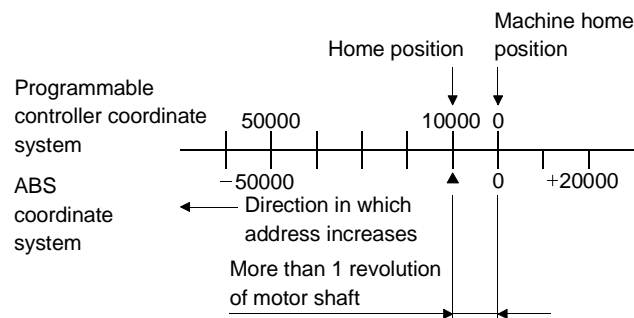 Machine home
Home position position
Programmable
controller coordinate
system
50000 10000 0
ABS
coordinate
system
−50000 0 +20000
Direction in which
address increases
More than 1 revolution
of motor shaft